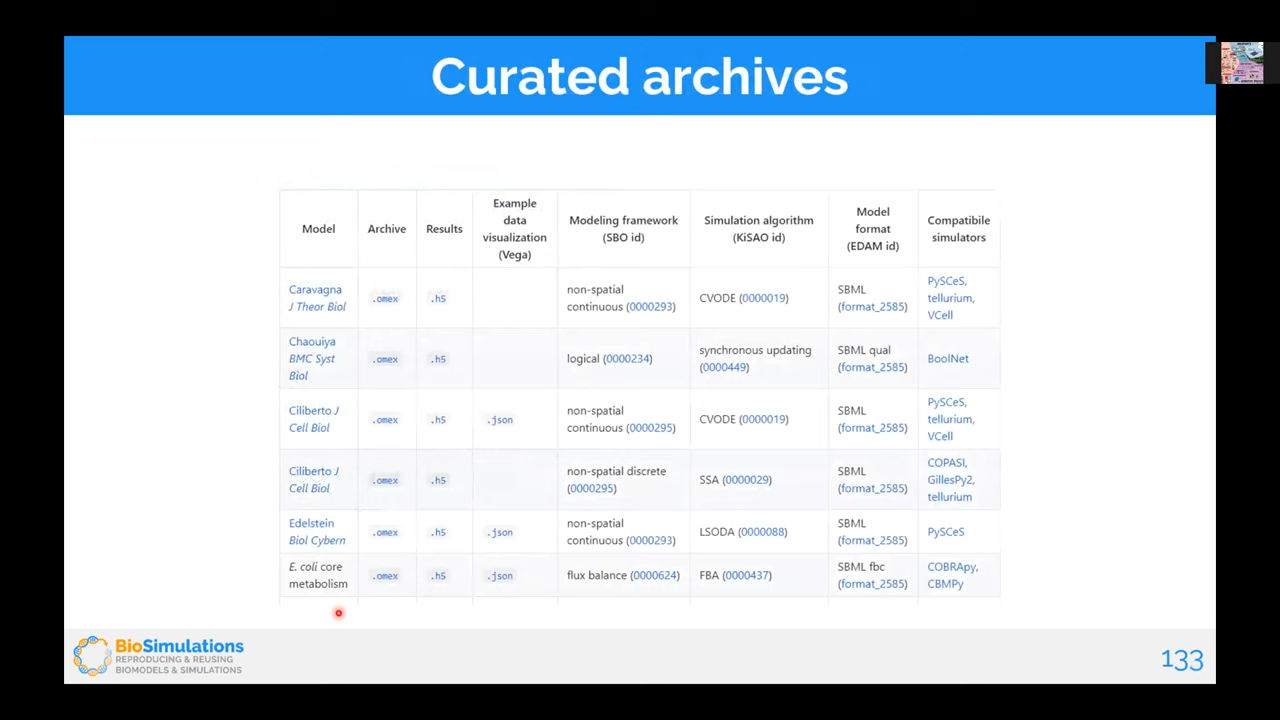 Curated archives
Model
Archive
Results
Example
data
visualization
(Vega)
Modeling framework
(SBO id)
Simulation algorithm
(KiSAO id)
Model
format
(EDAM id)
Compatibile
simulators
Caravagna
J Theor Biol
.omex
.h5
non-spatial
continuous (0000293)
CVODE (0000019)
SBML
(format_2585)
PySCeS,
tellurium,
VCell
Chaouiya
BMC Syst
Biol
.omex
.h5
logical (0000234)
synchronous updating
(0000449)
SBML qual
(format_2585)
BoolNet
Ciliberto J
Cell Biol
.omex
.h5
.json
non-spatial
continuous (0000295)
CVODE (0000019)
SBML
(format_2585)
PySCeS,
tellurium,
VCell
Ciliberto J
Cell Biol
.omex
.h5
non-spatial discrete
(0000295)
SSA (0000029)
SBML
(format_2585)
COPASI,
GillesPy2,
tellurium
Edelstein
Biol Cybern
.omex
.h5
.json
non-spatial
continuous (0000293)
LSODA (0000088)
SBML
(format_2585)
PySCeS
E. coli core
metabolism
.omex
.h5
.json
flux balance (0000624)
FBA (0000437)
SBML fbc
(format_2585)
COBRApy,
CBMPy
BioSimulations
REPRODUCING & REUSING
BIOMODELS & SIMULATIONS
133